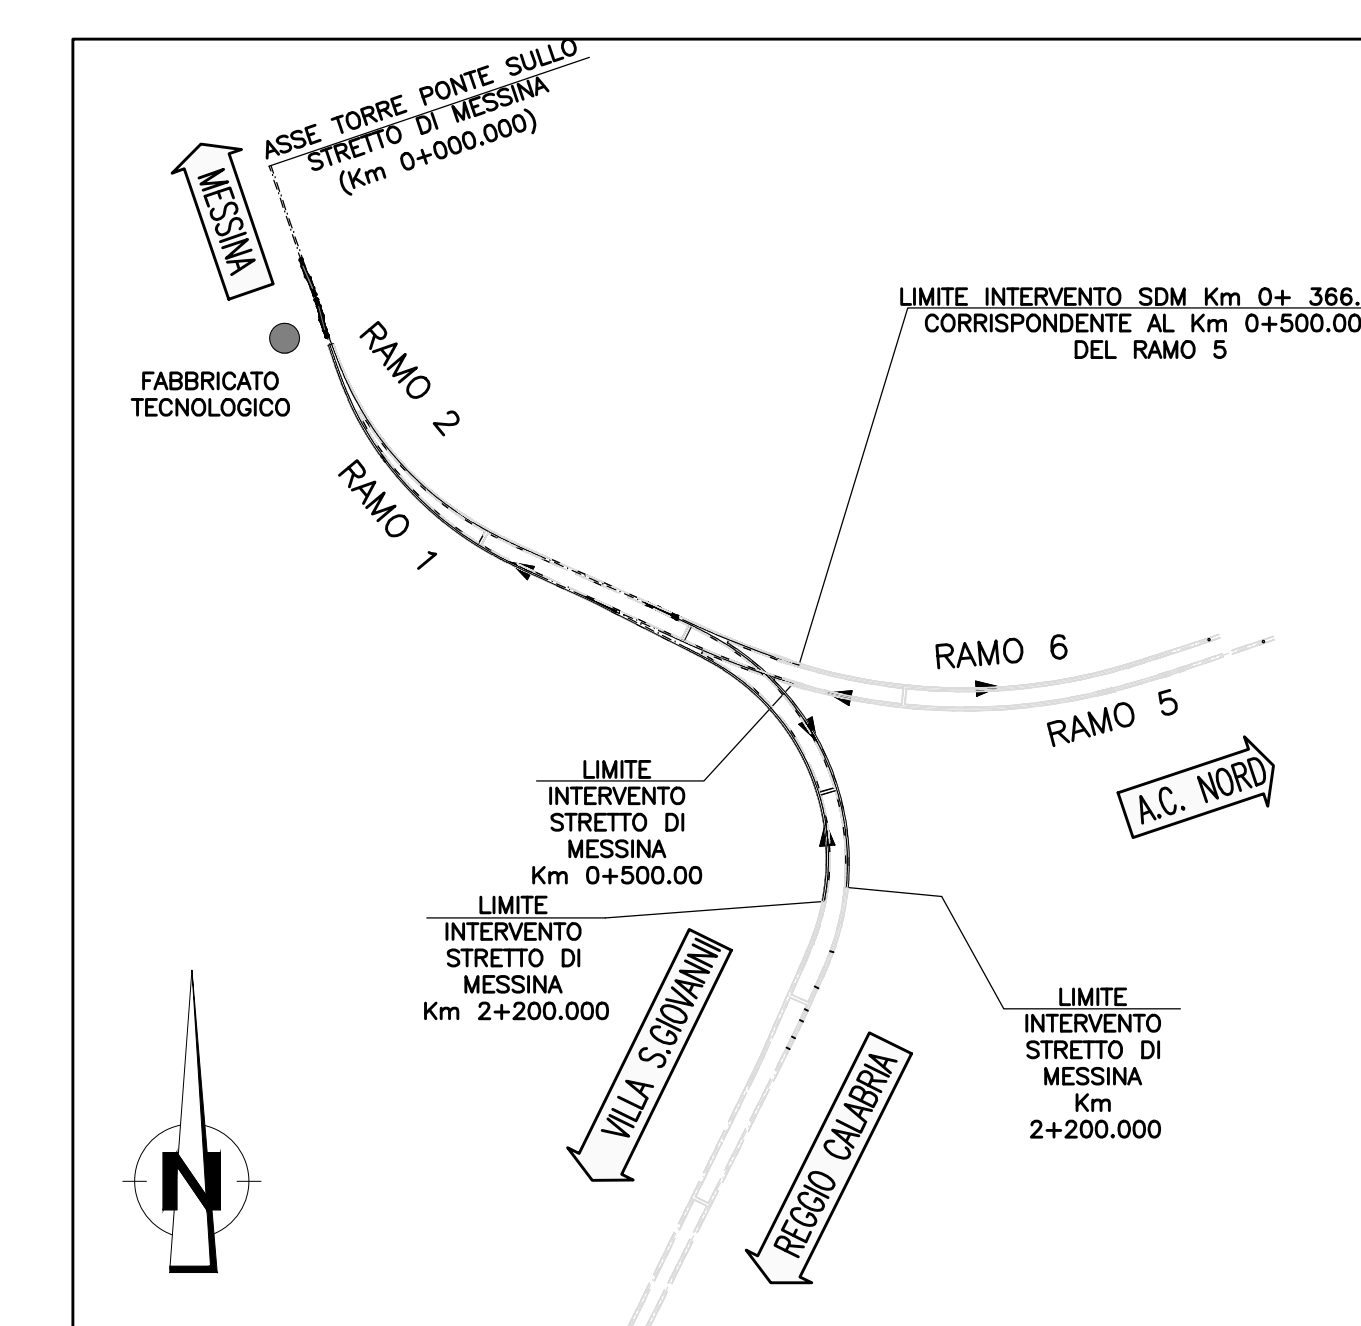 ASSE TORRE PONTE SULLO
STRETTO DI MESSINA
(Km 0+000.000)
MESSINA
LIMITE INTERVENTO SDM Km 0+ 366.
CORRISPONDENTE AL Km 0+500.00
DEL RAMO 5
RAMO 2
FABBRICATO
TECNOLOGICO
RAMO 1
RAMO 6
RAMO 5
A.C. NORD
LIMITE
INTERVENTO
STRETTO DI
MESSINA
Km 0+500.00
LIMITE
INTERVENTO
STRETTO DI
MESSINA
Km 2+200.000
VILLA S.GIOVANNI
LIMITE
INTERVENTO
STRETTO DI
MESSINA
Km
2+200.000
REGGIO CALABRIA
N